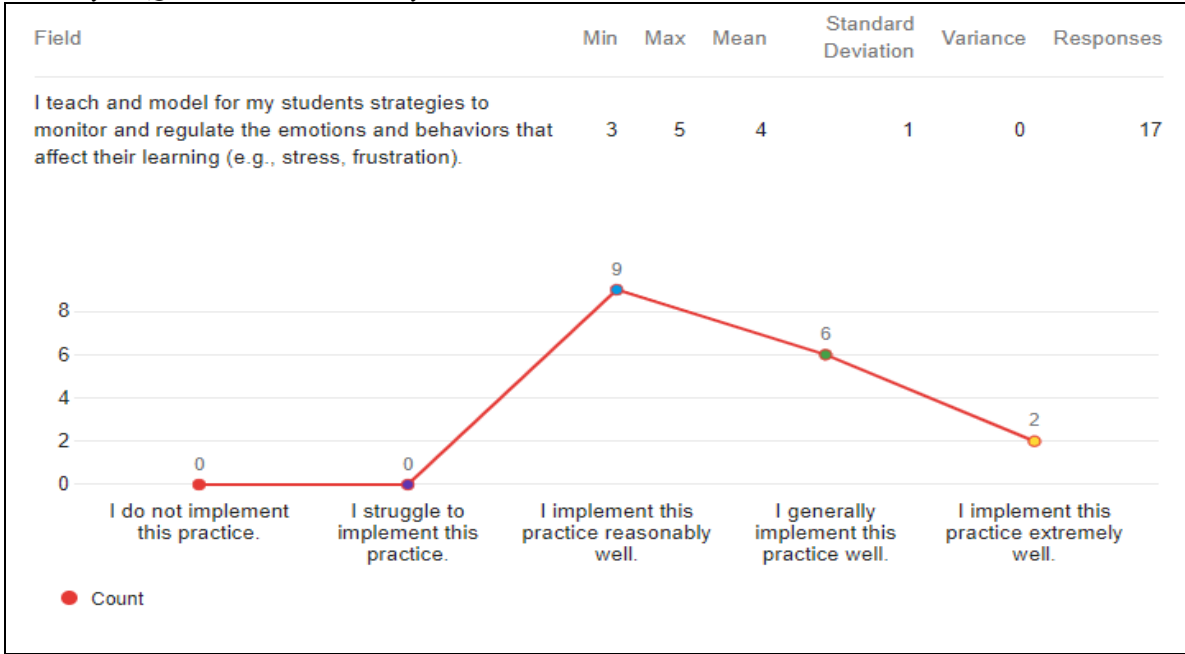 Field Min Max Mean Standard Deviation Variance Responses
I teach and model for my students strategies to
monitor and regulate the emotions and behaviors that 3 5 4 1 0 17
affect their learning (e.g., stress, frustration).
9
8
6
6
4
2
2
0 0
0
I do not implement this practice.
I struggle to implement this practice.
I implement this practice reasonably well.
I generally implement this practice well.
I implement this practice extremely well.
Count